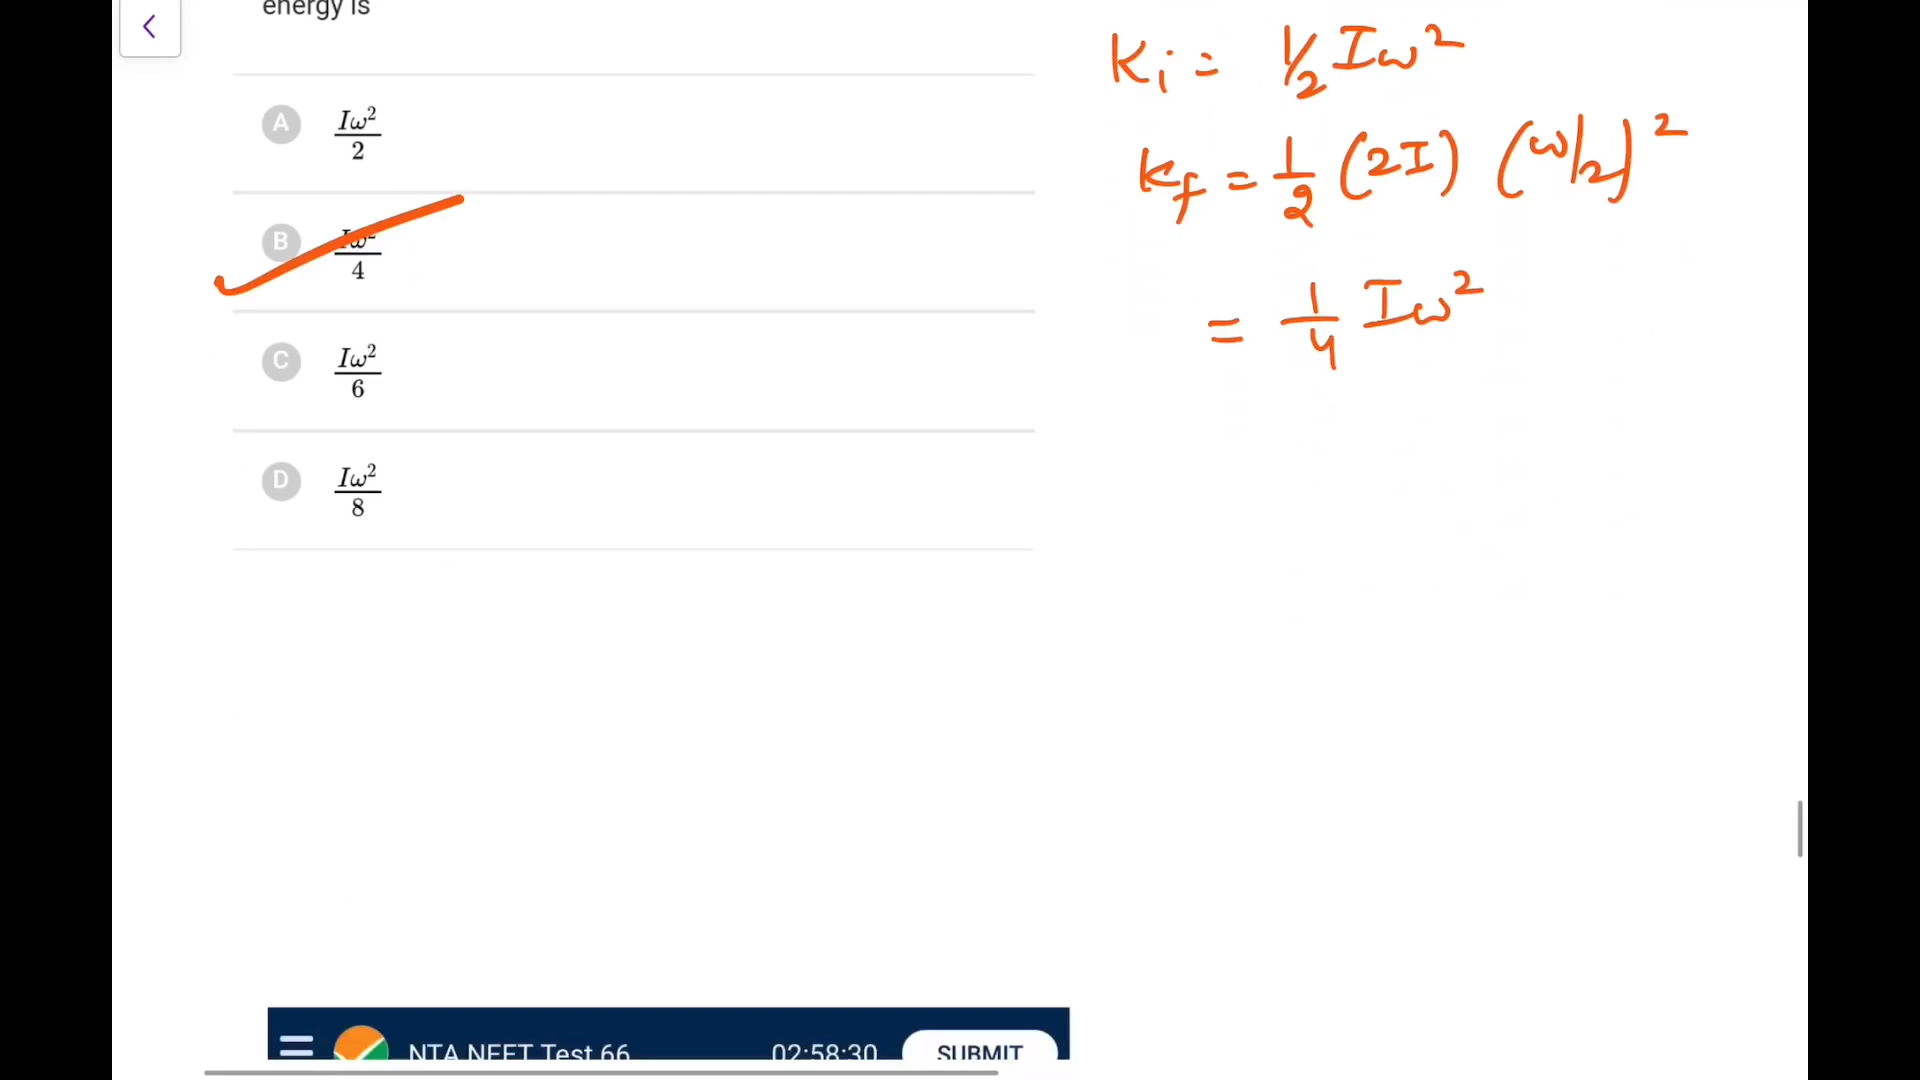 energy is
A Iω²/2
B Iω²/4
C Iω²/6
D Iω²/8
Ki = 1/2 Iω²
Kf = 1/2 (2I) (ω/2)²
= 1/4 Iω²
NTA NEET Test 66 02:58:30 SUBMIT